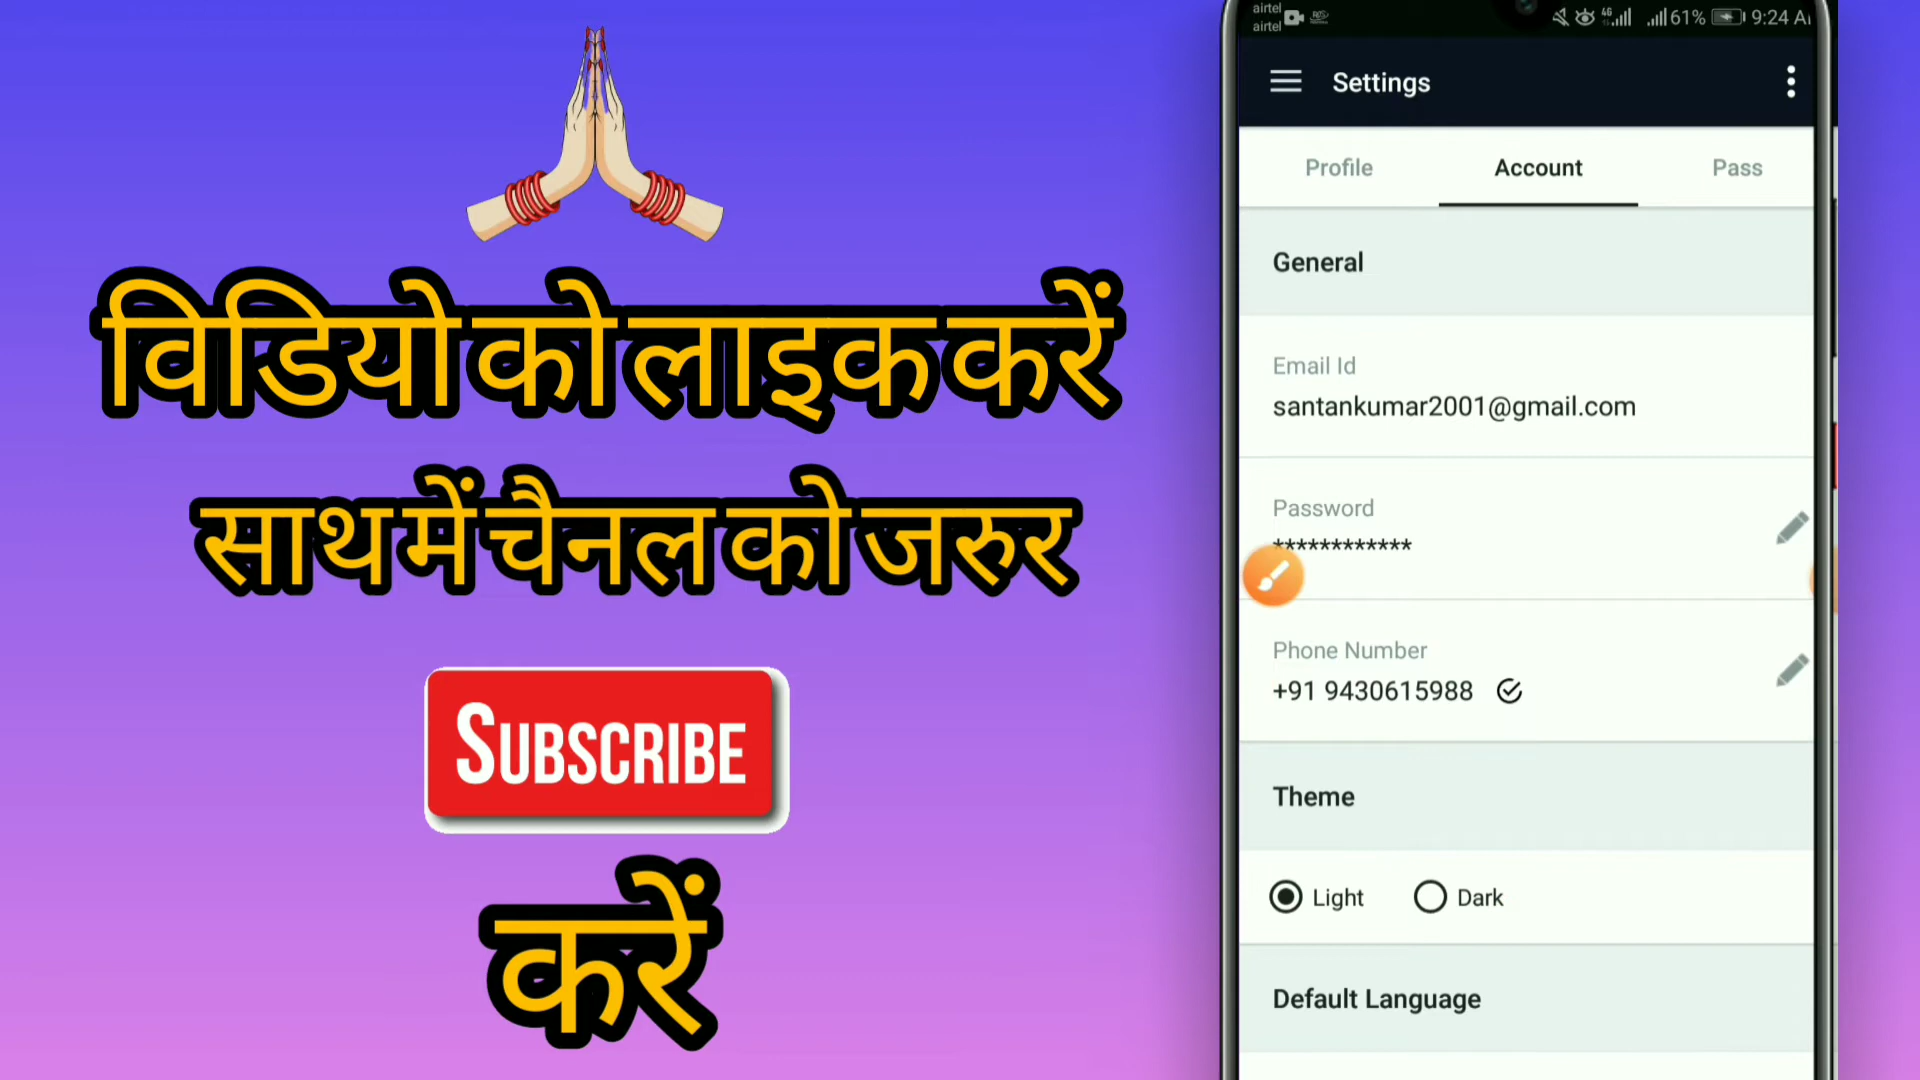 विडियो को लाइक करें
साथ में चैनल को जरुर
SUBSCRIBE
करें
airtel
airtel
4G
61%
9:24 A
Settings
Profile Account Pass
General
Email Id
santankumar2001@gmail.com
Password
************
Phone Number
+91 9430615988
Theme
Light Dark
Default Language